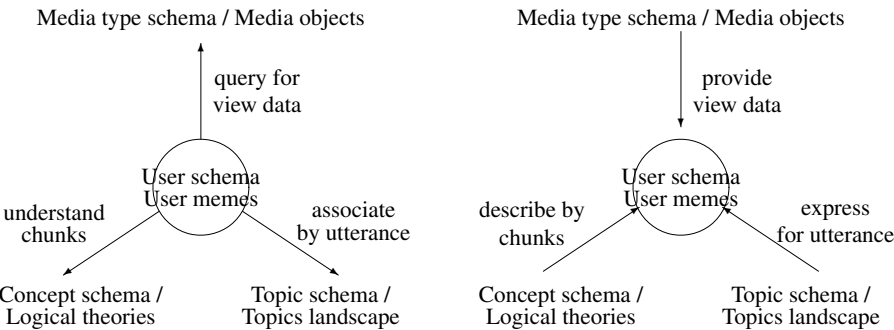 Media type schema / Media objects
query for
view data
User schema
User memes
understand
chunks
associate
by utterance
Concept schema /
Logical theories
Topic schema /
Topics landscape
Media type schema / Media objects
provide
view data
User schema
User memes
describe by
chunks
express
for utterance
Concept schema /
Logical theories
Topic schema /
Topics landscape